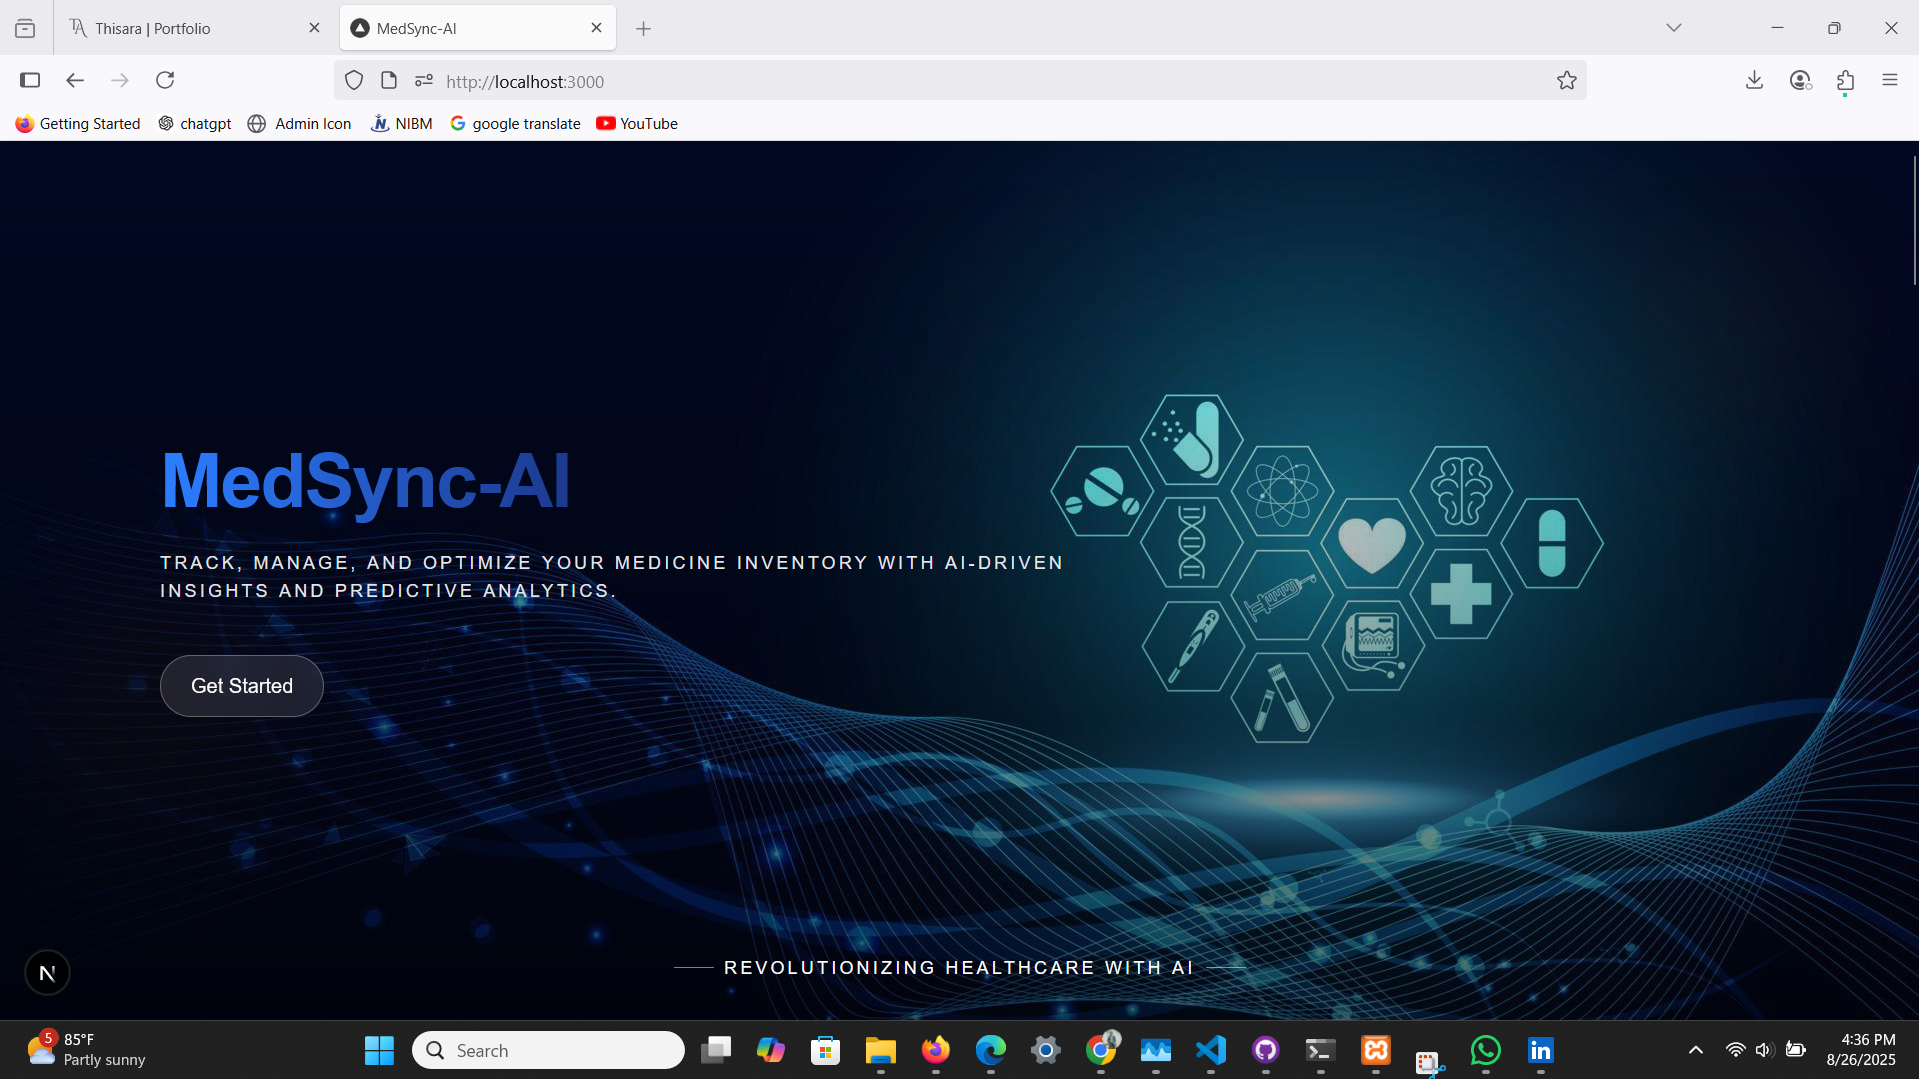 Thisara | Portfolio
MedSync-AI
http://localhost:3000
Getting Started
chatgpt
Admin Icon
NIBM
google translate
YouTube
MedSync-AI
TRACK, MANAGE, AND OPTIMIZE YOUR MEDICINE INVENTORY WITH AI-DRIVEN
INSIGHTS AND PREDICTIVE ANALYTICS.
Get Started
REVOLUTIONIZING HEALTHCARE WITH AI
N
5
85°F
Partly sunny
Search
in
4:36 PM
8/26/2025